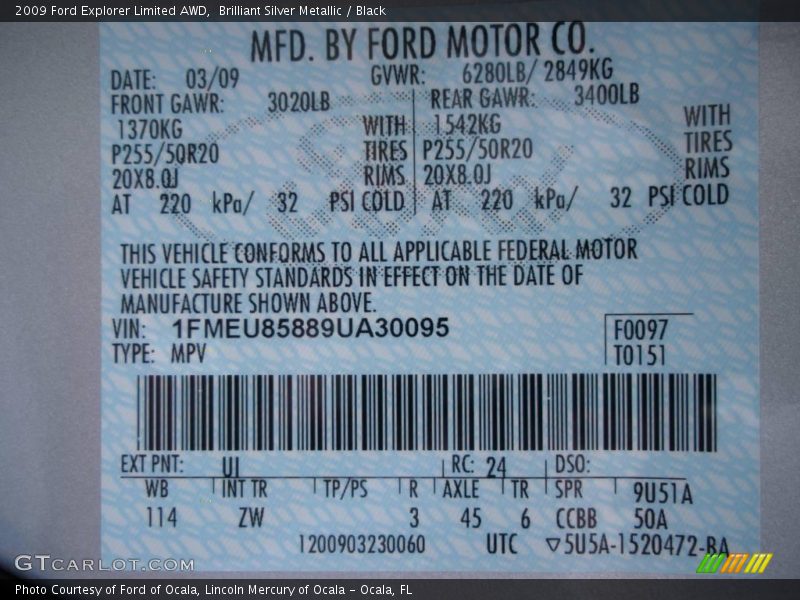 2009 Ford Explorer Limited AWD,  Brilliant Silver Metallic / Black
MFD. BY FORD MOTOR CO.
DATE: 03/09 GVWR: 6280LB/ 2849KG
FRONT GAWR: 3020LB REAR GAWR: 3400LB
1370KG WITH 1542KG WITH
P255/50R20 TIRES P255/50R20 TIRES
20X8.0J RIMS 20X8.0J RIMS
AT 220 kPa/ 32 PSI COLD AT 220 kPa/ 32 PSI COLD
THIS VEHICLE CONFORMS TO ALL APPLICABLE FEDERAL MOTOR
VEHICLE SAFETY STANDARDS IN EFFECT ON THE DATE OF
MANUFACTURE SHOWN ABOVE.
VIN: 1FMEU85889UA30095 F0097
TYPE: MPV T0151
EXT PNT: UI RC: 24 DSO:
WB INT TR TP/PS R AXLE TR SPR 9U51A
114 ZW 3 45 6 CCBB 50A
1200903230060 UTC ▽5U5A-1520472-BA
GTCARLOT.COM
Photo Courtesy of Ford of Ocala, Lincoln Mercury of Ocala - Ocala, FL